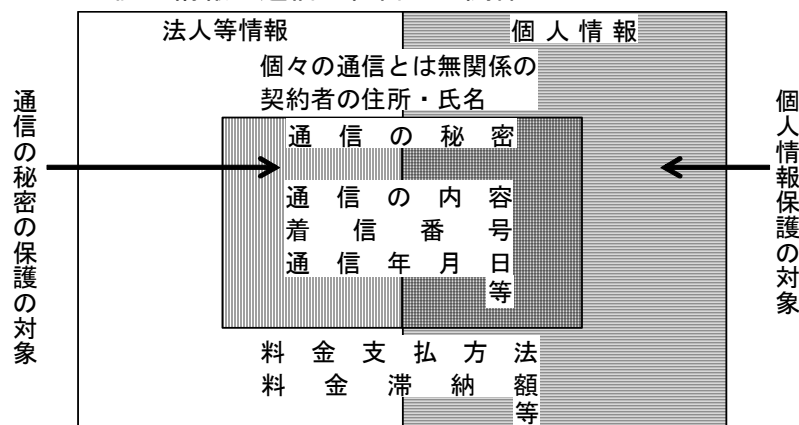 法人等情報
個人情報
個々の通信とは無関係の
契約者の住所・氏名
通信の秘密の保護の対象
通信の秘密
通信の内容
着信番号
通信年月日
等
個人情報保護の対象
料金支払方法
料金滞納額
等